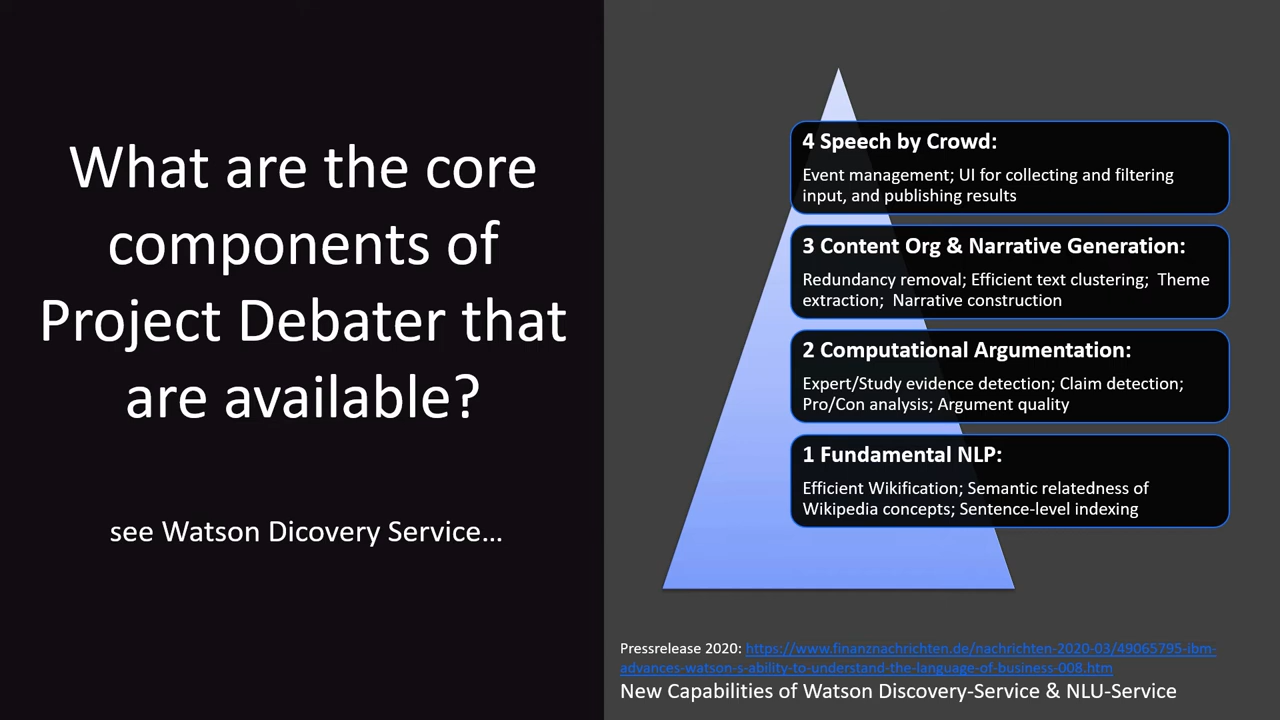 What are the core
components of
Project Debater that
are available?
see Watson Dicovery Service…
4 Speech by Crowd:
Event management; UI for collecting and filtering
input, and publishing results
3 Content Org & Narrative Generation:
Redundancy removal; Efficient text clustering;  Theme
extraction;  Narrative construction
2 Computational Argumentation:
Expert/Study evidence detection; Claim detection;
Pro/Con analysis; Argument quality
1 Fundamental NLP:
Efficient Wikification; Semantic relatedness of
Wikipedia concepts; Sentence-level indexing
Pressrelease 2020: https://www.finanznachrichten.de/nachrichten-2020-03/49065795-ibm-
advances-watson-s-ability-to-understand-the-language-of-business-008.htm
New Capabilities of Watson Discovery-Service & NLU-Service